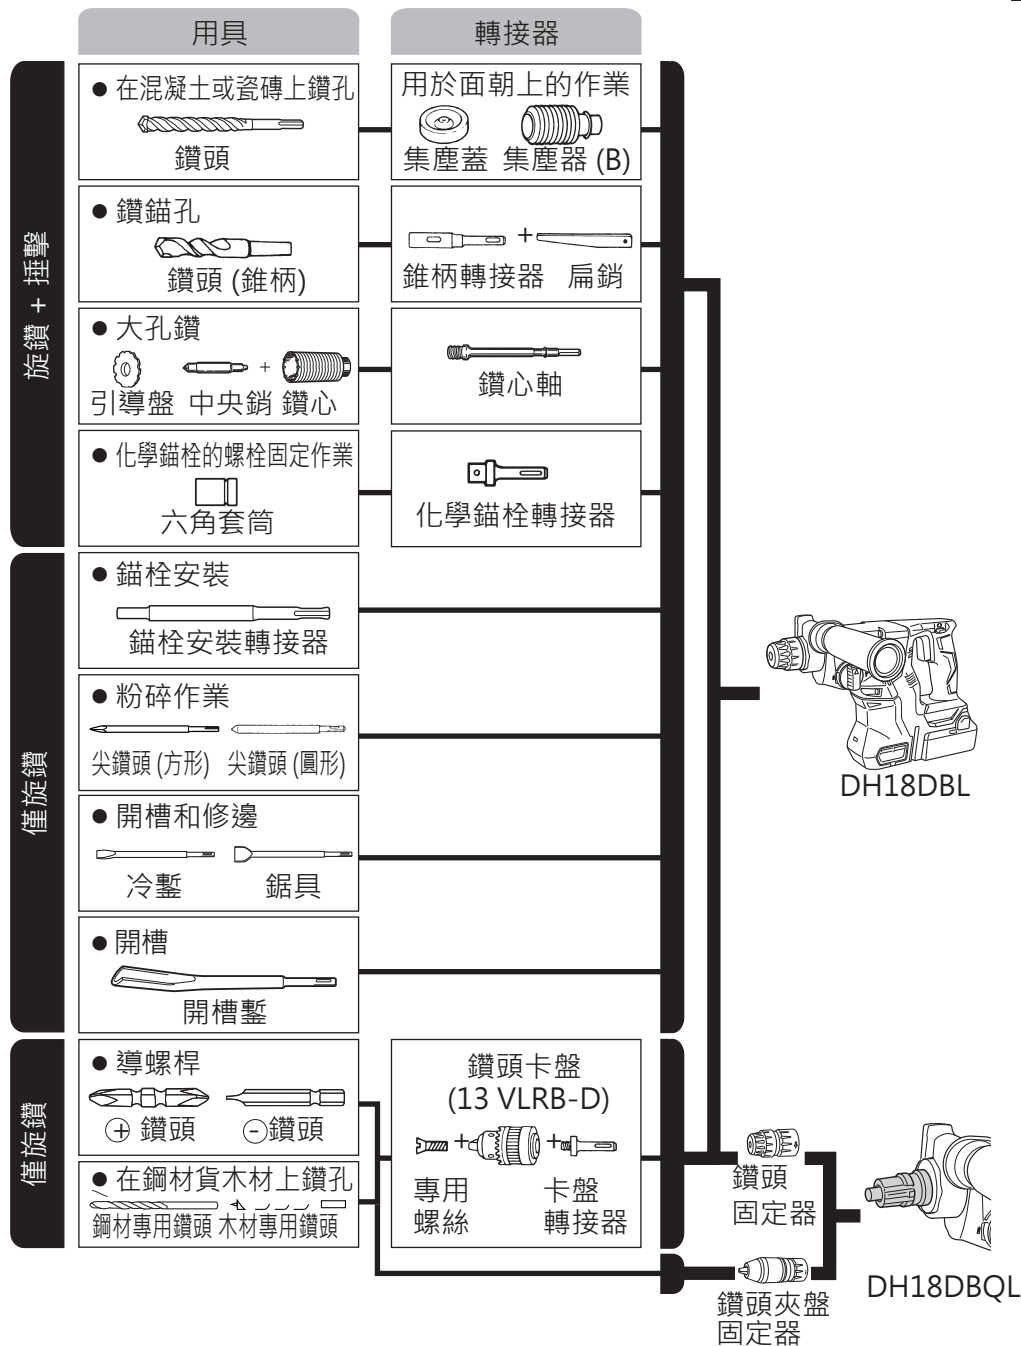 用具
轉接器
旋鑽 + 捶擊
● 在混凝土或瓷磚上鑽孔
鑽頭
用於面朝上的作業
集塵蓋 集塵器 (B)
● 鑽錨孔
鑽頭 (錐柄)
+
錐柄轉接器 扁銷
● 大孔鑽
+
引導盤 中央銷 鑽心
鑽心軸
● 化學錨栓的螺栓固定作業
六角套筒
化學錨栓轉接器
僅旋鑽
● 錨栓安裝
錨栓安裝轉接器
● 粉碎作業
尖鑽頭 (方形) 尖鑽頭 (圓形)
● 開槽和修邊
冷鏨 鋸具
● 開槽
開槽鏨
DH18DBL
僅旋鑽
● 導螺桿
⊕ 鑽頭 ⊖鑽頭
● 在鋼材貨木材上鑽孔
鋼材專用鑽頭 木材專用鑽頭
鑽頭卡盤
(13 VLRB-D)
+ +
專用
螺絲
卡盤
轉接器
鑽頭
固定器
鑽頭夾盤
固定器
DH18DBQL